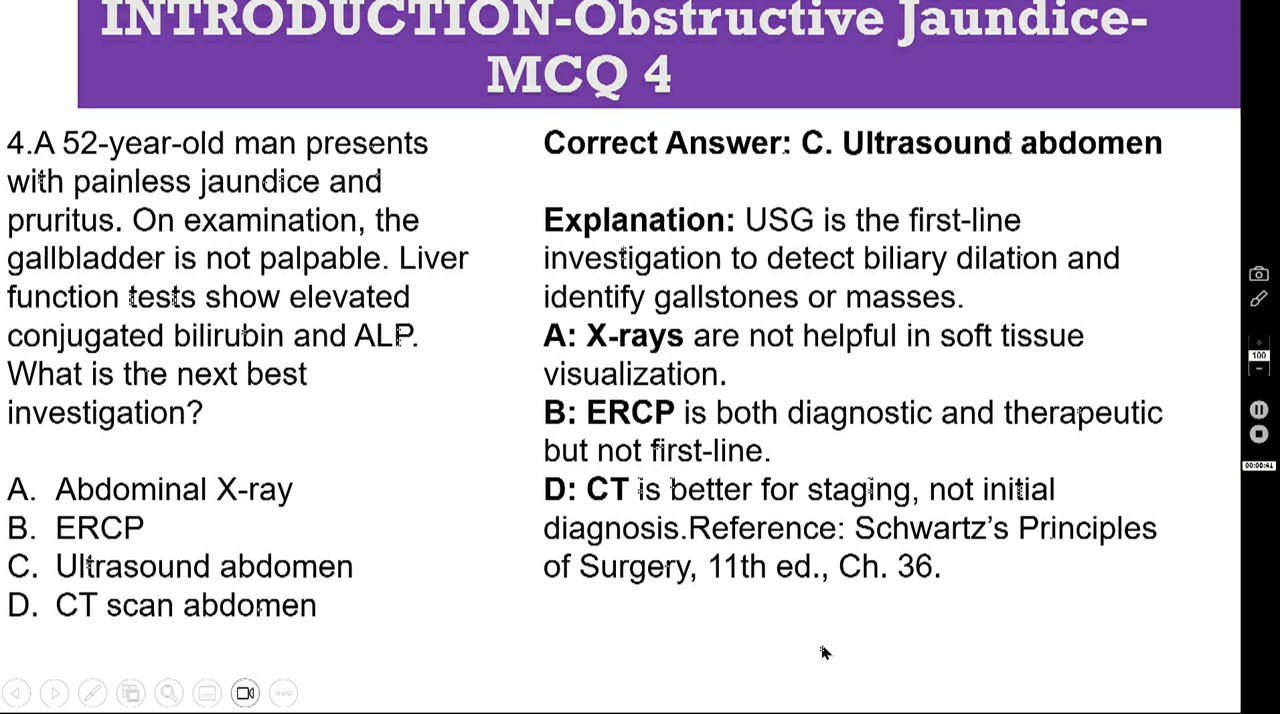 INTRODUCTION-Obstructive Jaundice-
MCQ 4
4.A 52-year-old man presents
with painless jaundice and
pruritus. On examination, the
gallbladder is not palpable. Liver
function tests show elevated
conjugated bilirubin and ALP.
What is the next best
investigation?
A. Abdominal X-ray
B. ERCP
C. Ultrasound abdomen
D. CT scan abdomen
Correct Answer: C. Ultrasound abdomen
Explanation: USG is the first-line
investigation to detect biliary dilation and
identify gallstones or masses.
A: X-rays are not helpful in soft tissue
visualization.
B: ERCP is both diagnostic and therapeutic
but not first-line.
D: CT is better for staging, not initial
diagnosis.Reference: Schwartz’s Principles
of Surgery, 11th ed., Ch. 36.
100
00:06:41